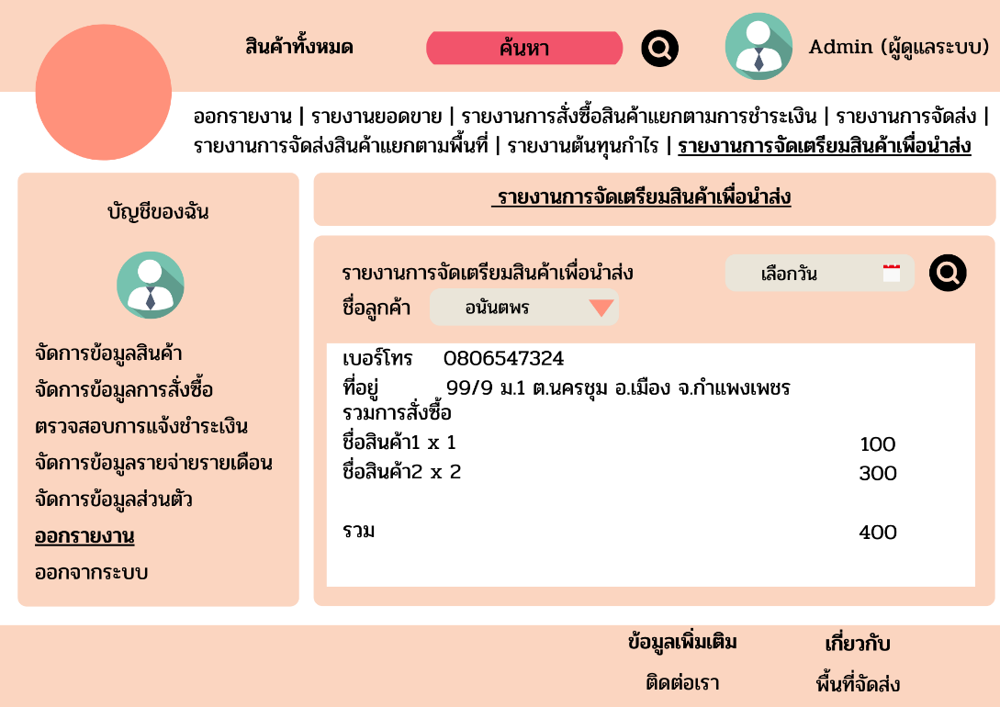 สินค้าทั้งหมด ค้นหา Admin (ผู้ดูแลระบบ)
ออกรายงาน | รายงานยอดขาย | รายงานการสั่งซื้อสินค้าแยกตามการชำระเงิน | รายงานการจัดส่ง |
รายงานการจัดส่งสินค้าแยกตามพื้นที่ | รายงานต้นทุนกำไร | รายงานการจัดเตรียมสินค้าเพื่อนำส่ง
บัญชีของฉัน
จัดการข้อมูลสินค้า
จัดการข้อมูลการสั่งซื้อ
ตรวจสอบการแจ้งชำระเงิน
จัดการข้อมูลรายจ่ายรายเดือน
จัดการข้อมูลส่วนตัว
ออกรายงาน
ออกจากระบบ
รายงานการจัดเตรียมสินค้าเพื่อนำส่ง
รายงานการจัดเตรียมสินค้าเพื่อนำส่ง เลือกวัน
ชื่อลูกค้า อนันตพร
เบอร์โทร 0806547324
ที่อยู่ 99/9 ม.1 ต.นครชุม อ.เมือง จ.กำแพงเพชร
รวมการสั่งซื้อ
ชื่อสินค้า1 x 1 100
ชื่อสินค้า2 x 2 300
รวม 400
ข้อมูลเพิ่มเติม เกี่ยวกับ
ติดต่อเรา พื้นที่จัดส่ง